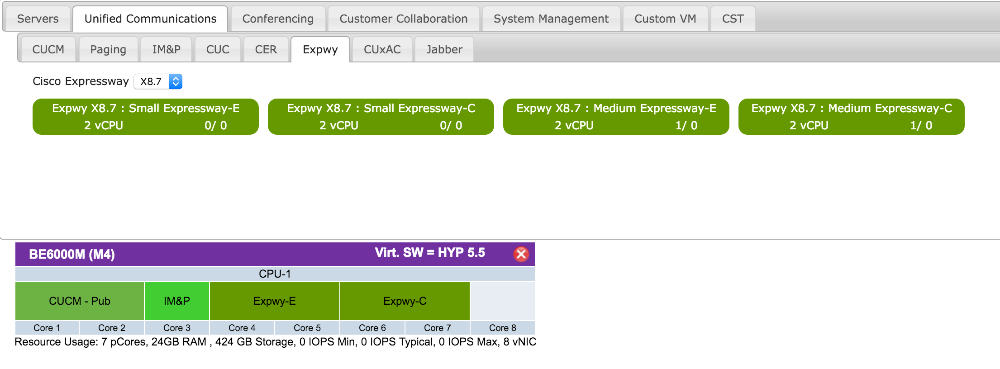 Servers Unified Communications Conferencing Customer Collaboration System Management Custom VM CST
CUCM Paging IM&P CUC CER Expwy CUxAC Jabber
Cisco Expressway X8.7
Expwy X8.7 : Small Expressway-E
2 vCPU 0/ 0
Expwy X8.7 : Small Expressway-C
2 vCPU 0/ 0
Expwy X8.7 : Medium Expressway-E
2 vCPU 1/ 0
Expwy X8.7 : Medium Expressway-C
2 vCPU 1/ 0
BE6000M (M4) Virt. SW = HYP 5.5
CPU-1
CUCM - Pub IM&P Expwy-E Expwy-C
Core 1 Core 2 Core 3 Core 4 Core 5 Core 6 Core 7 Core 8
Resource Usage: 7 pCores, 24GB RAM , 424 GB Storage, 0 IOPS Min, 0 IOPS Typical, 0 IOPS Max, 8 vNIC